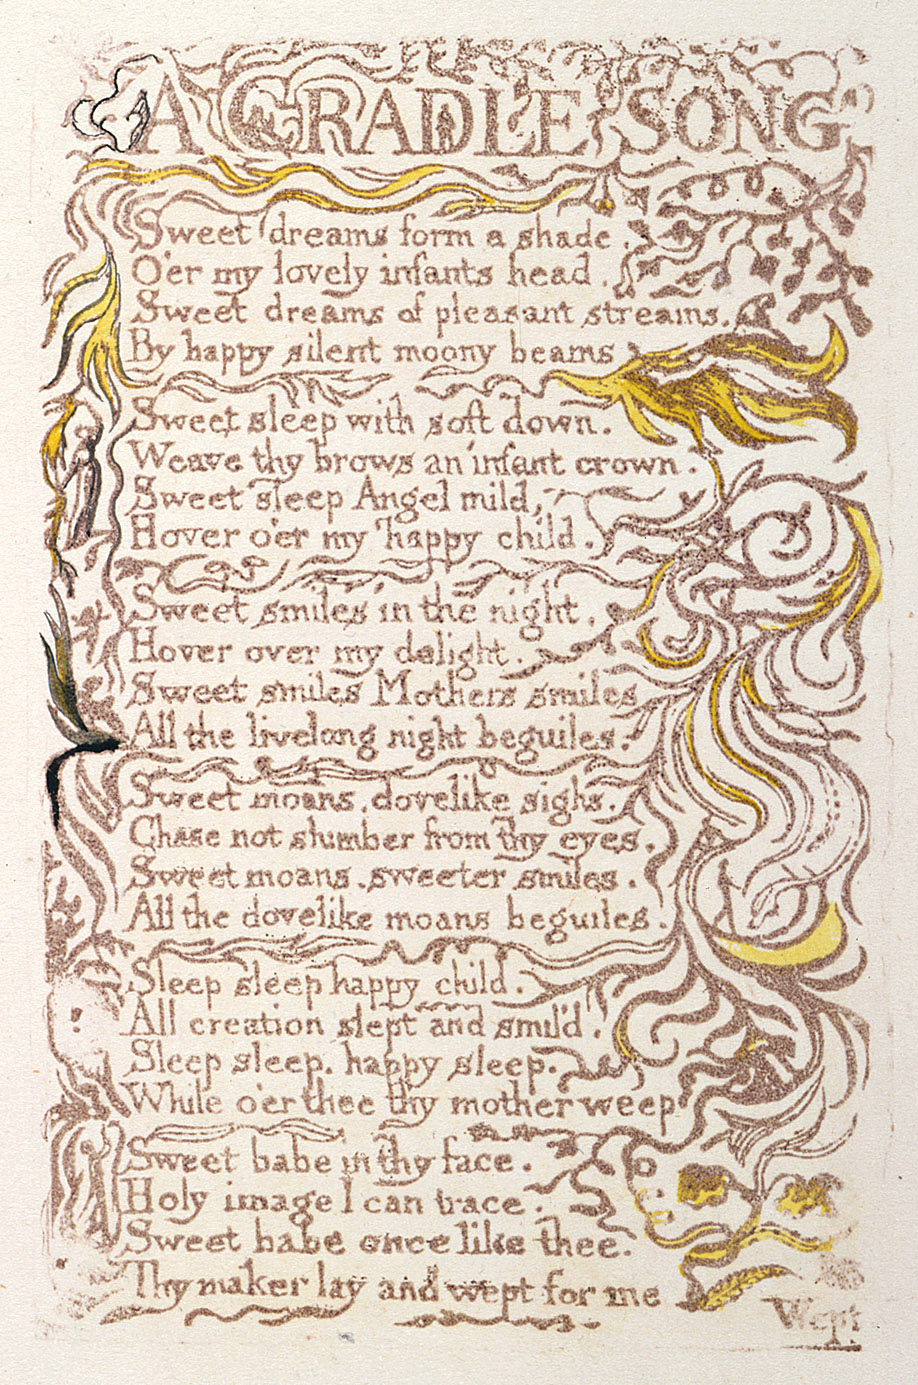 A CRADLE SONG
Sweet dreams form a shade.
O'er my lovely infants head.
Sweet dreams of pleasant streams.
By happy silent moony beams
Sweet sleep with soft down.
Weave thy brows an infant crown.
Sweet sleep Angel mild,
Hover o'er my happy child.
Sweet smiles in the night.
Hover over my delight.
Sweet smiles Mothers smiles
All the livelong night beguiles.
Sweet moans, dovelike sighs.
Chase not slumber from thy eyes.
Sweet moans. sweeter smiles.
All the dovelike moans beguiles.
Sleep sleep happy child.
All creation slept and smil'd.
Sleep sleep. happy sleep.
While o'er thee thy mother weep
Sweet babe in thy face.
Holy image I can trace.
Sweet babe once like thee.
Thy maker lay and wept for me
Wept